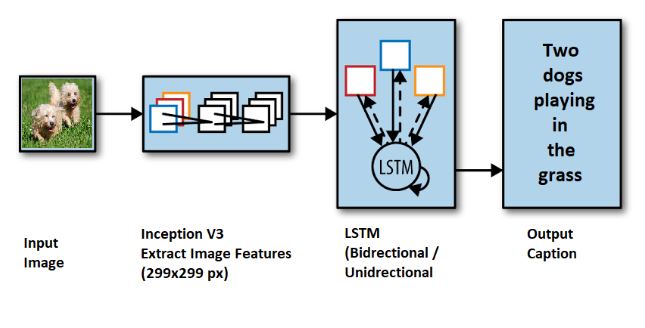 Two
dogs
playing
in
the
grass
LSTM
Input
Image
Inception V3
Extract Image Features
(299x299 px)
LSTM
(Bidrectional /
Unidrectional
Output
Caption